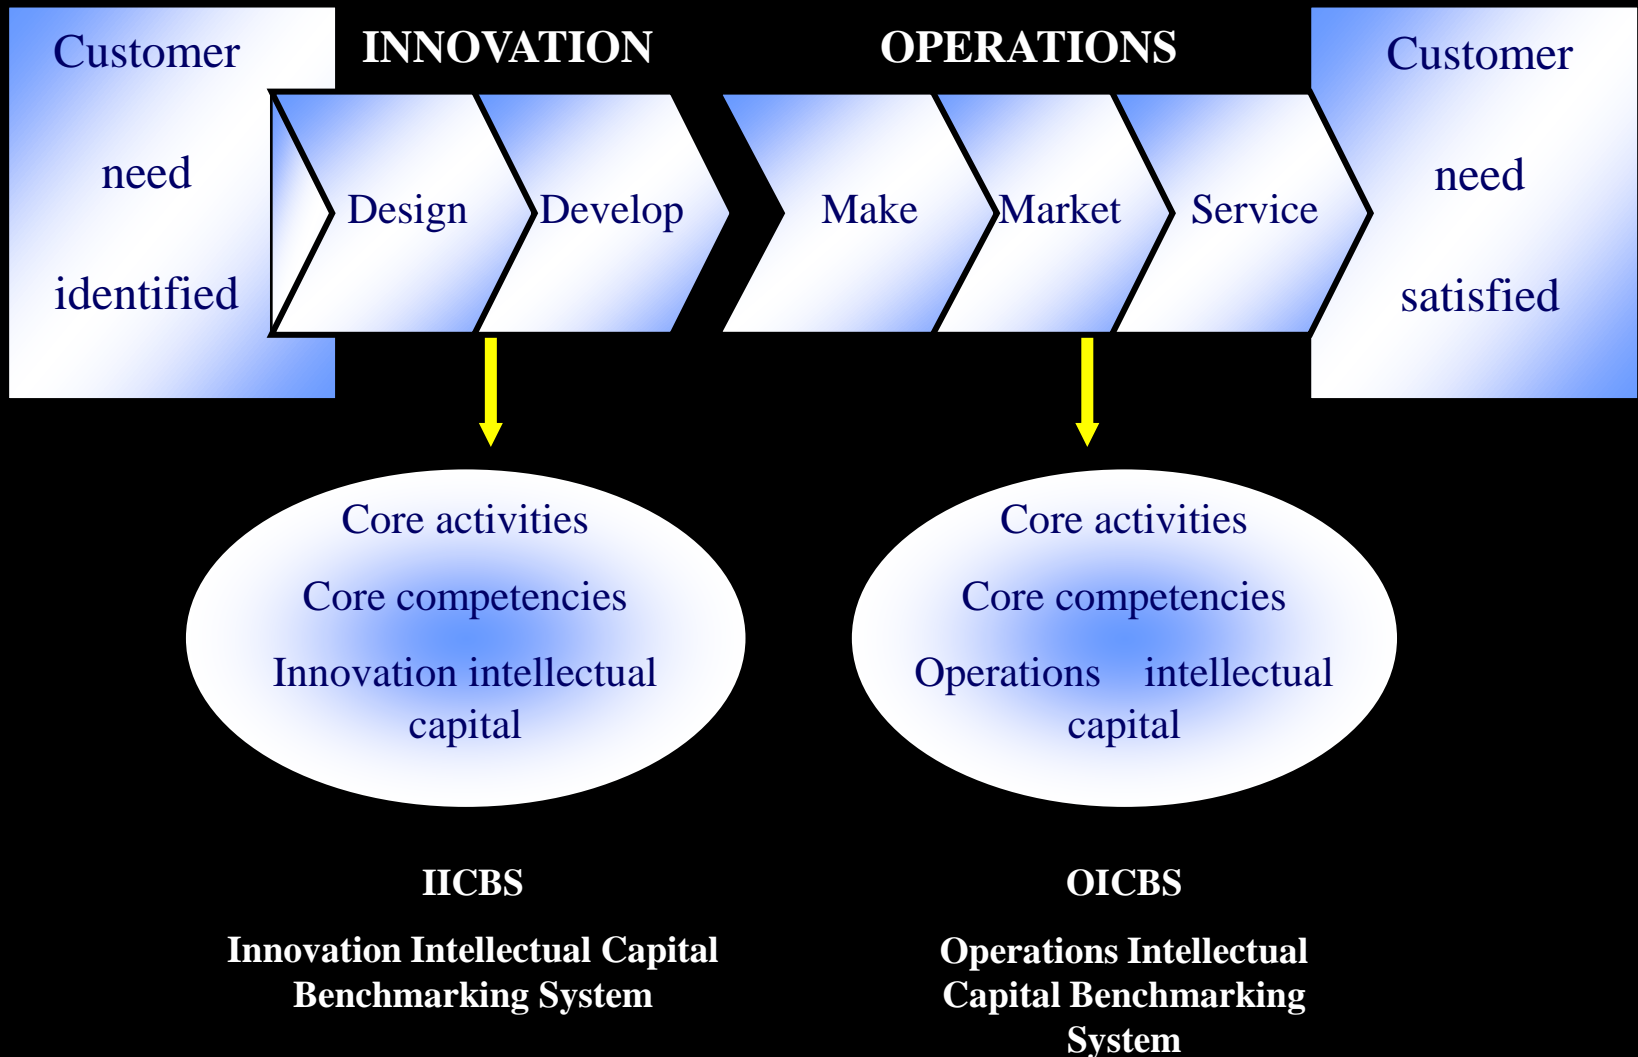 Customer
need
identified
INNOVATION
OPERATIONS
Customer
need
satisfied
Design
Develop
Make
Market
Service
Core activities
Core competencies
Innovation intellectual
capital
Core activities
Core competencies
Operations intellectual
capital
IICBS
Innovation Intellectual Capital
Benchmarking System
OICBS
Operations Intellectual
Capital Benchmarking
System